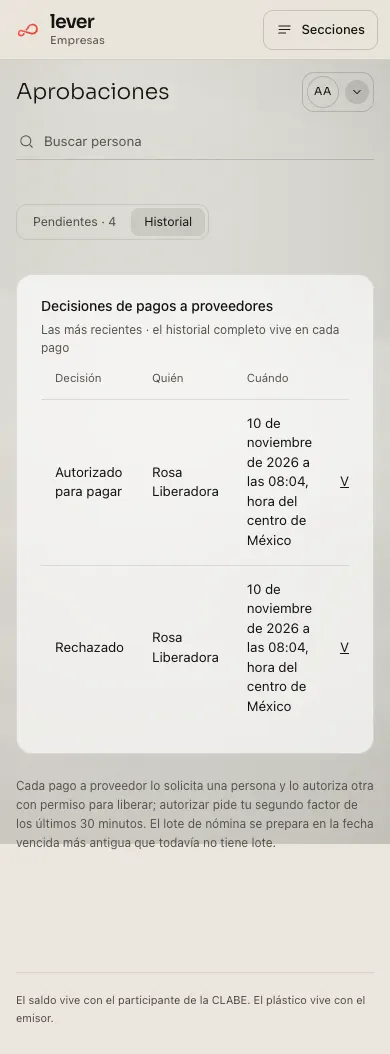 lever
Empresas
Secciones
Aprobaciones
AA
Buscar persona
Pendientes · 4
Historial
Decisiones de pagos a proveedores
Las más recientes · el historial completo vive en cada
pago
Decisión
Quién
Cuándo
Autorizado
para pagar
Rosa
Liberadora
10 de
noviembre
de 2026 a
las 08:04,
hora del
centro de
México
V
Rechazado
Rosa
Liberadora
10 de
noviembre
de 2026 a
las 08:04,
hora del
centro de
México
V
Cada pago a proveedor lo solicita una persona y lo autoriza otra
con permiso para liberar; autorizar pide tu segundo factor de
los últimos 30 minutos. El lote de nómina se prepara en la fecha
vencida más antigua que todavía no tiene lote.
El saldo vive con el participante de la CLABE. El plástico vive con el
emisor.